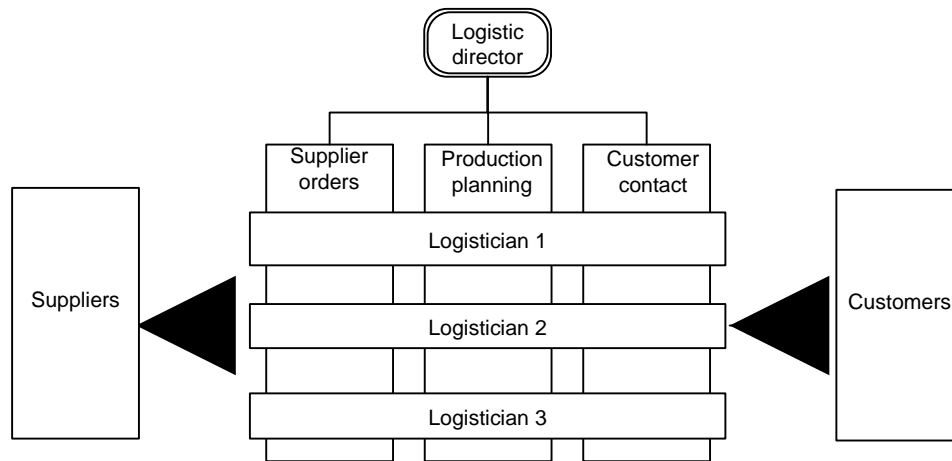 Logistic
director
Supplier
orders
Production
planning
Customer
contact
Logistician 1
Suppliers
Customers
Logistician 2
Logistician 3